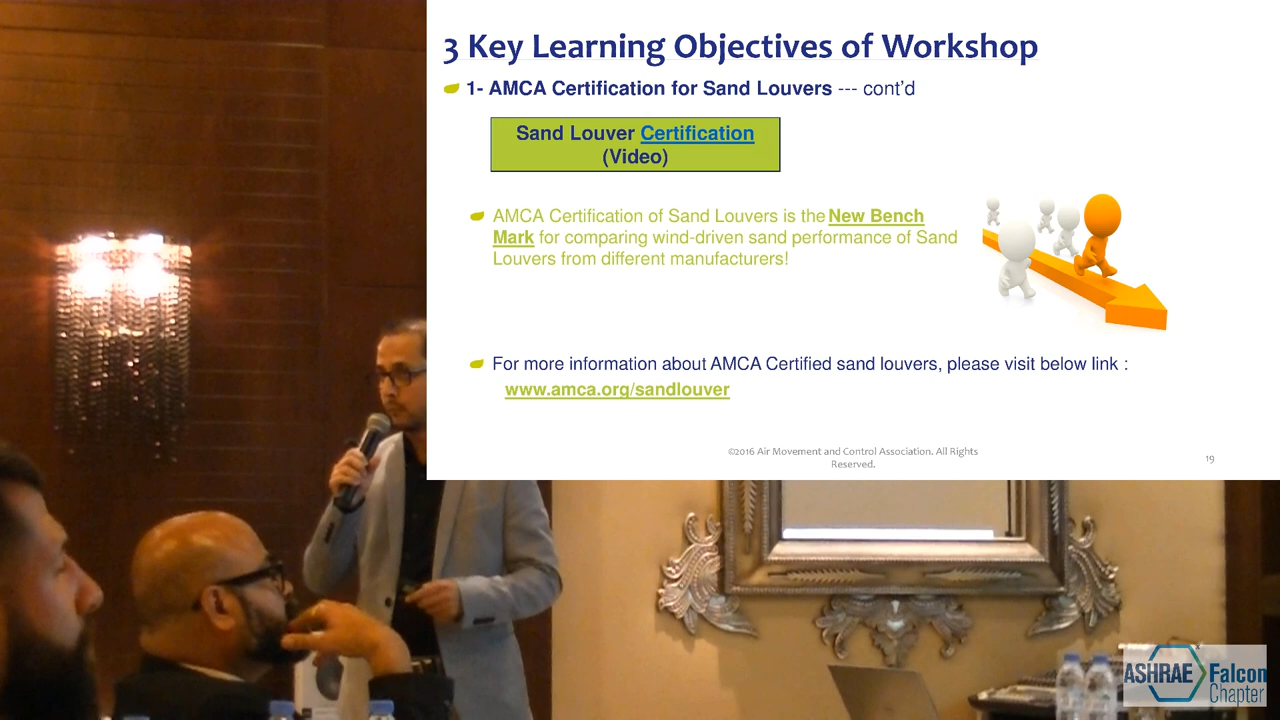 3 Key Learning Objectives of Workshop
1- AMCA Certification for Sand Louvers --- cont'd
Sand Louver Certification
(Video)
AMCA Certification of Sand Louvers is the New Bench
Mark for comparing wind-driven sand performance of Sand
Louvers from different manufacturers!
For more information about AMCA Certified sand louvers, please visit below link :
www.amca.org/sandlouver
©2016 Air Movement and Control Association. All Rights
Reserved.
19
ASHRAE Falcon
Chapter